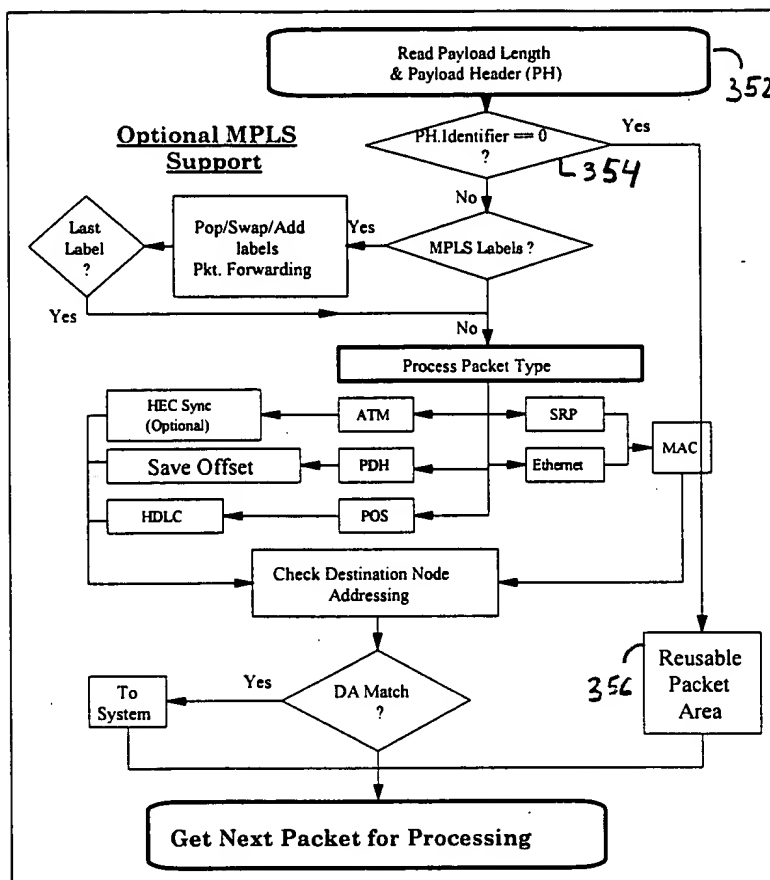 Read Payload Length
& Payload Header (PH)
352
Optional MPLS
Support
PH.Identifier == 0
?
Yes
354
No
Last
Label
?
Pop/Swap/Add
labels
Pkt. Forwarding
Yes
MPLS Labels ?
Yes
No
Process Packet Type
HEC Sync
(Optional)
ATM
SRP
MAC
Save Offset
PDH
Ethernet
HDLC
POS
Check Destination Node
Addressing
To
System
Yes
DA Match
?
356
Reusable
Packet
Area
Get Next Packet for Processing